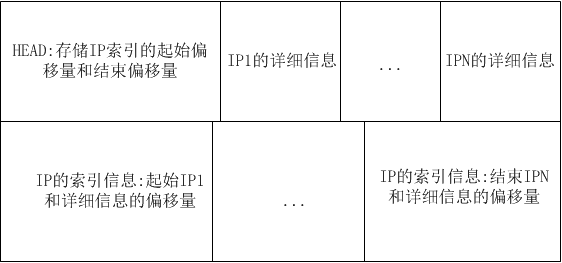 HEAD:存储IP索引的起始偏
移量和结束偏移量
IP1的详细信息
...
IPN的详细信息
IP的索引信息:起始IP1
和详细信息的偏移量
...
IP的索引信息:结束IPN
和详细信息的偏移量